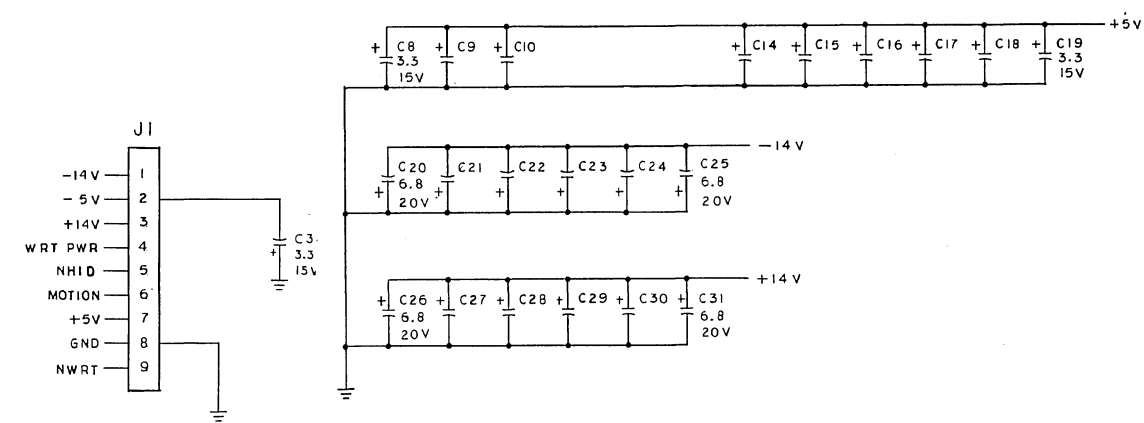 +5V
+ C8 + C9 + C10 + C14 + C15 + C16 + C17 + C18 + C19
3.3 3.3
15V 15V
J1
-14V 1
-5V 2
+14V 3
WRT PWR 4
NHID 5
MOTION 6
+5V 7
GND 8
NWRT 9
C3
+ 3.3
15V
-14V
C20 C21 C22 C23 C24 C25
6.8 6.8
+ 20V + + + + + 20V
+14V
+ C26 + C27 + C28 + C29 + C30 + C31
6.8 6.8
20V 20V